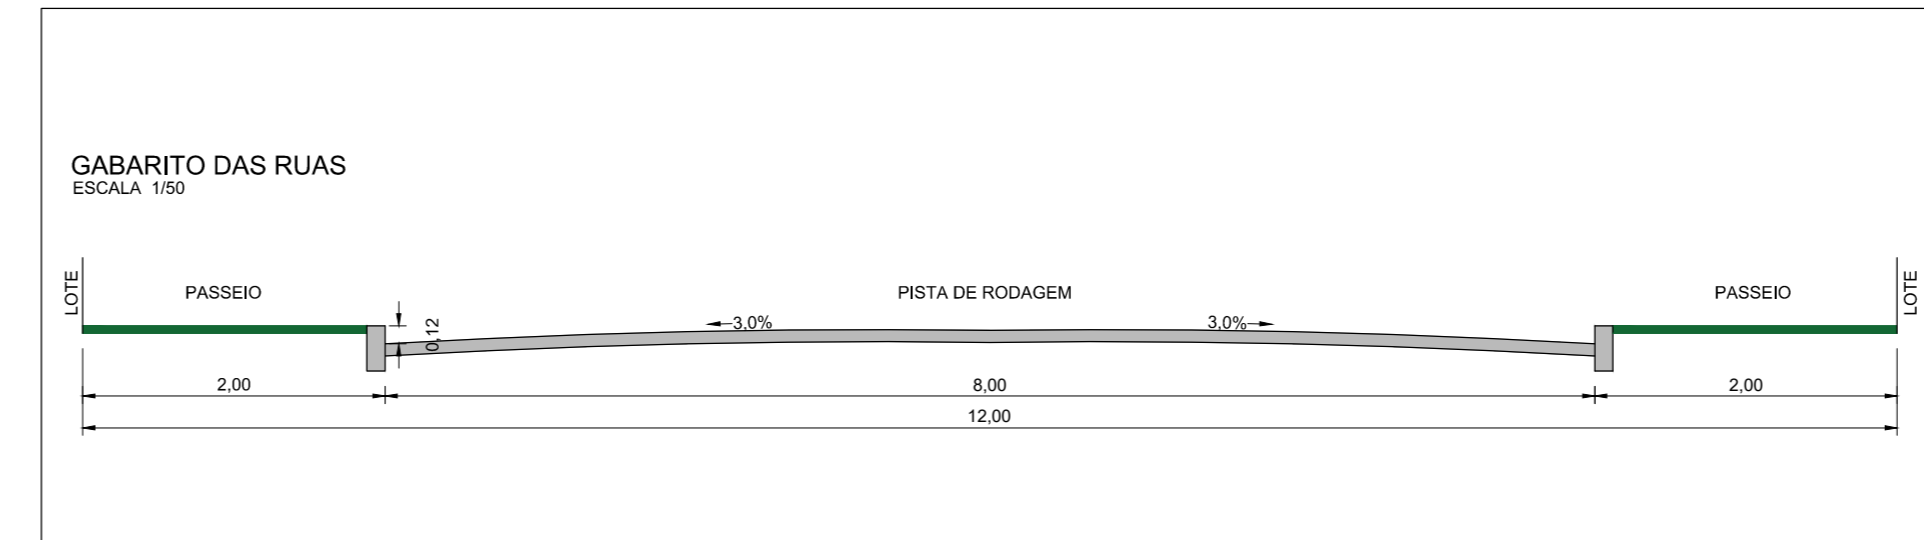 GABARITO DAS RUAS
ESCALA 1/50
LOTE
PASSEIO
PISTA DE RODAGEM
PASSEIO
LOTE
0,12
3,0%
3,0%
2,00
8,00
2,00
12,00